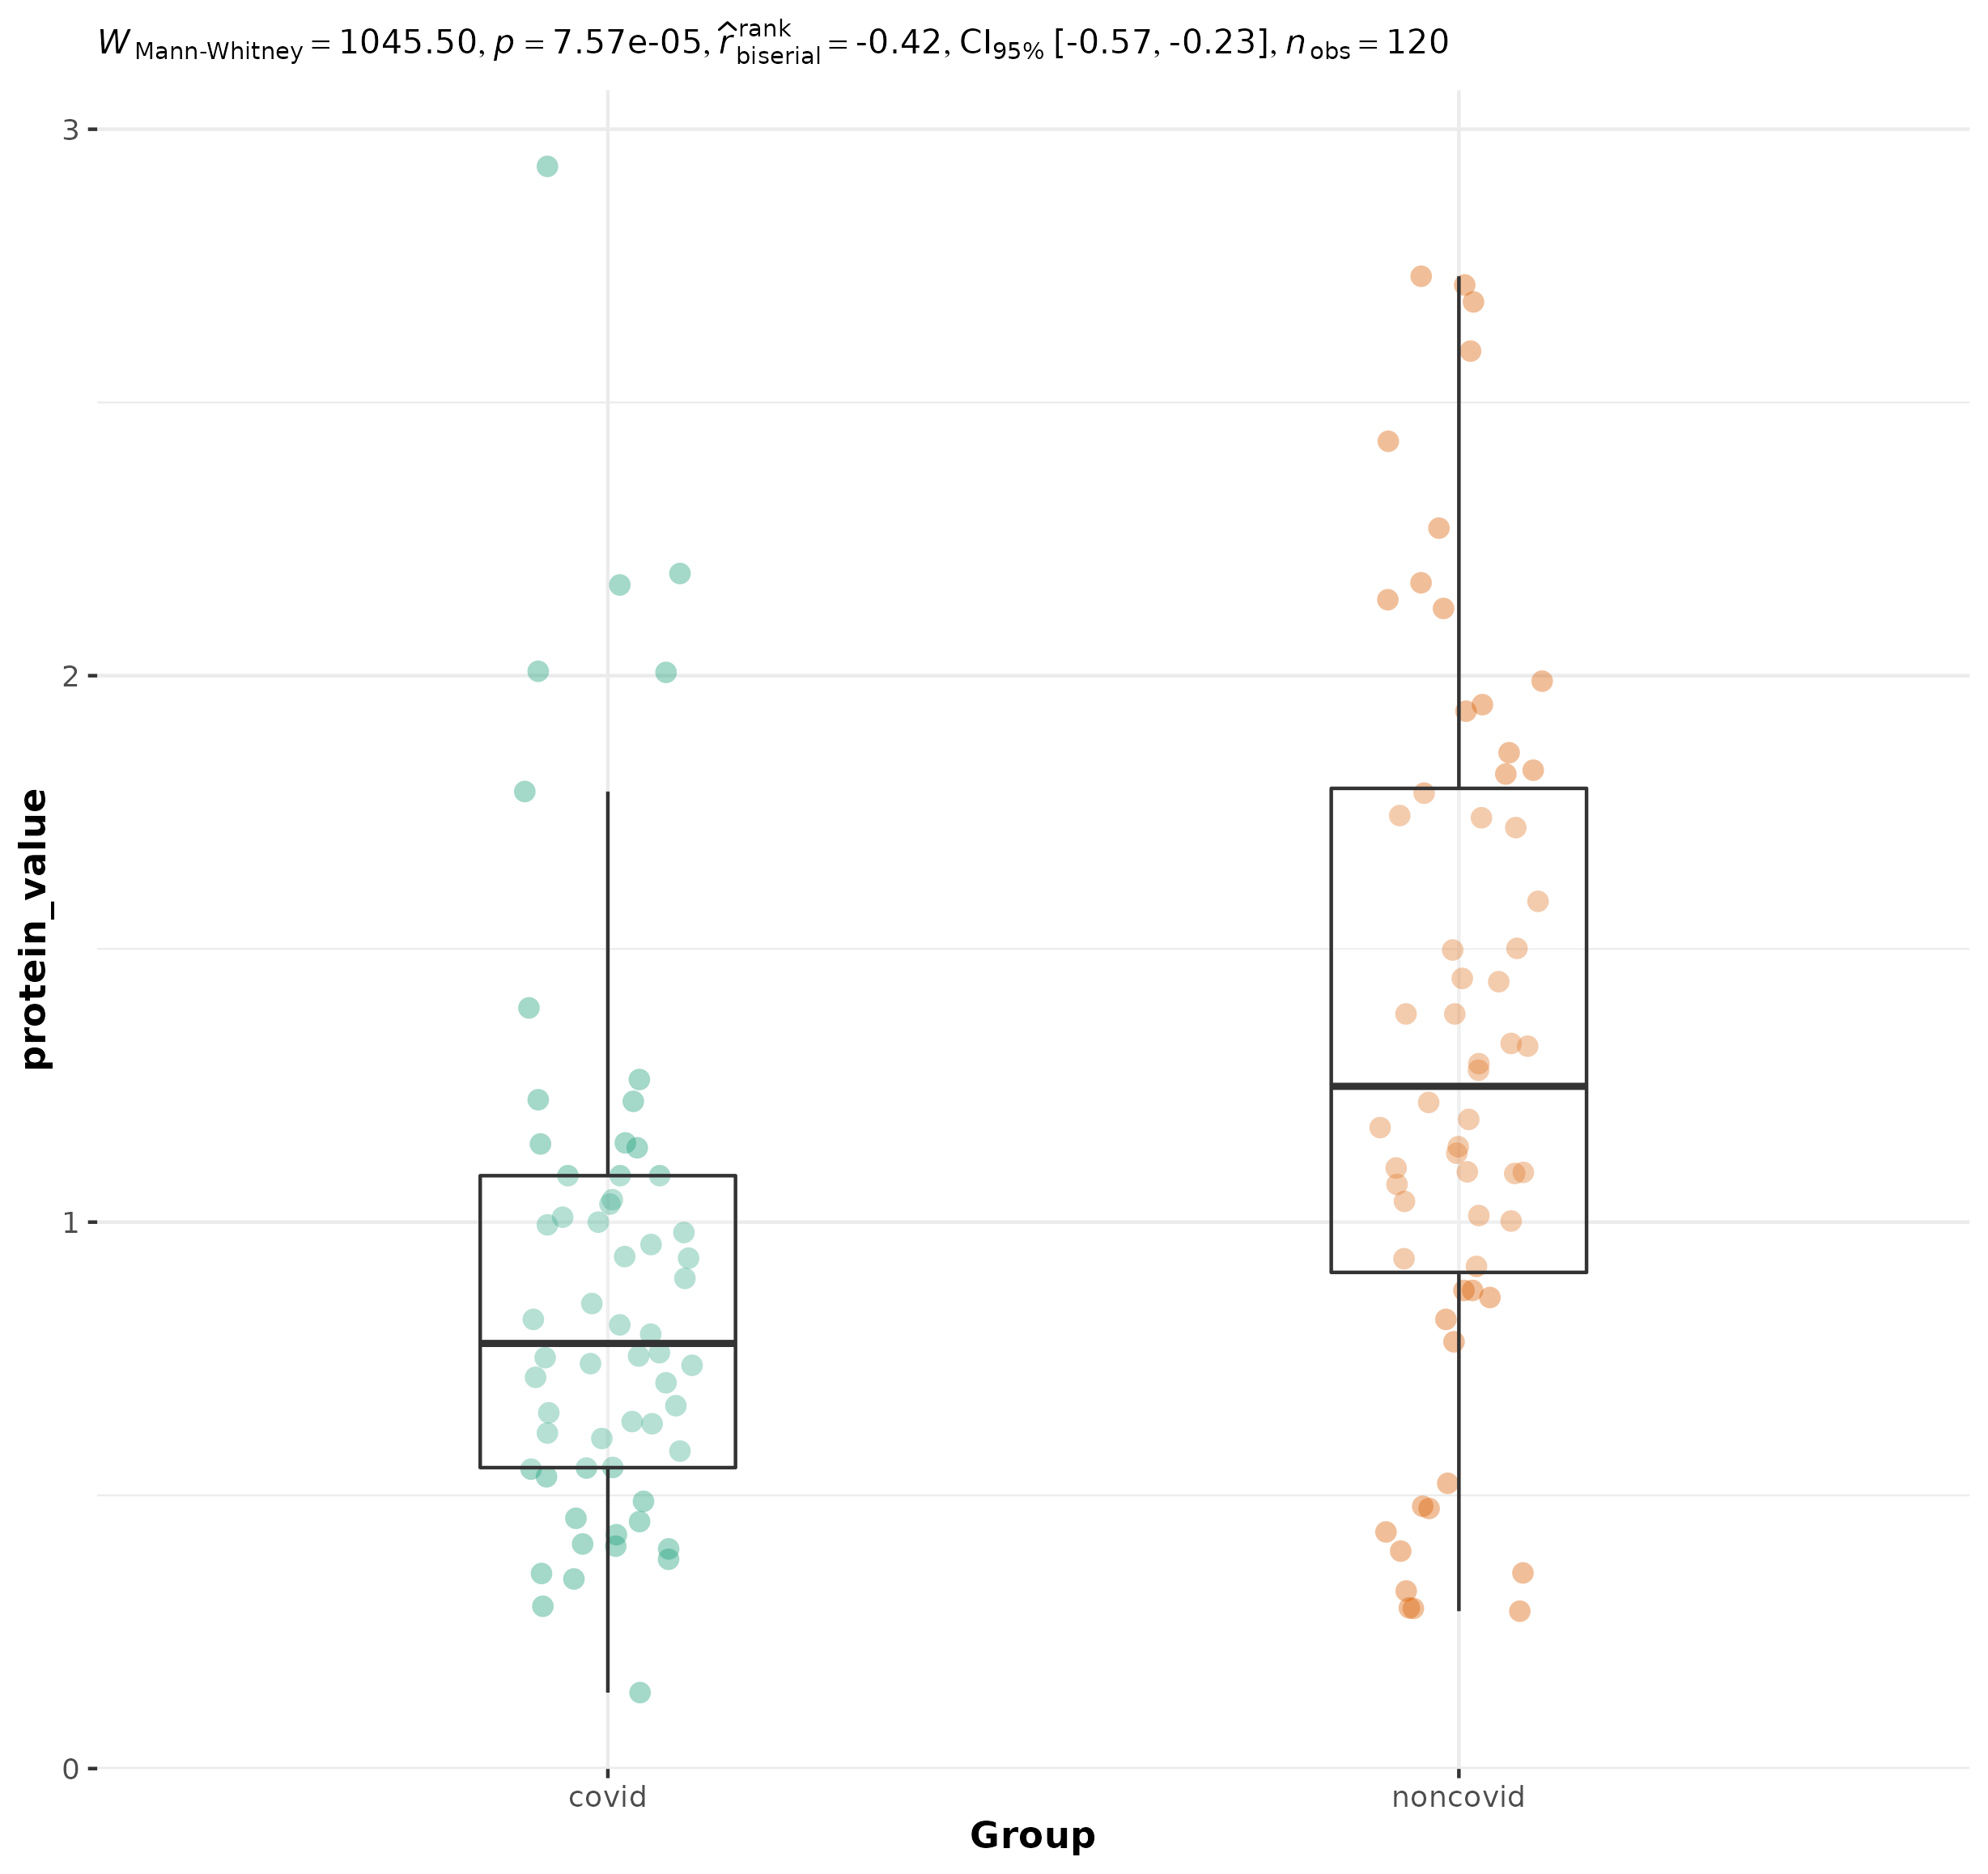 W Mann-Whitney = 1045.50, p = 7.57e-05, r̂ rank biserial = -0.42, CI95% [-0.57, -0.23], n obs = 120
3
2
1
0
protein_value
covid noncovid
Group